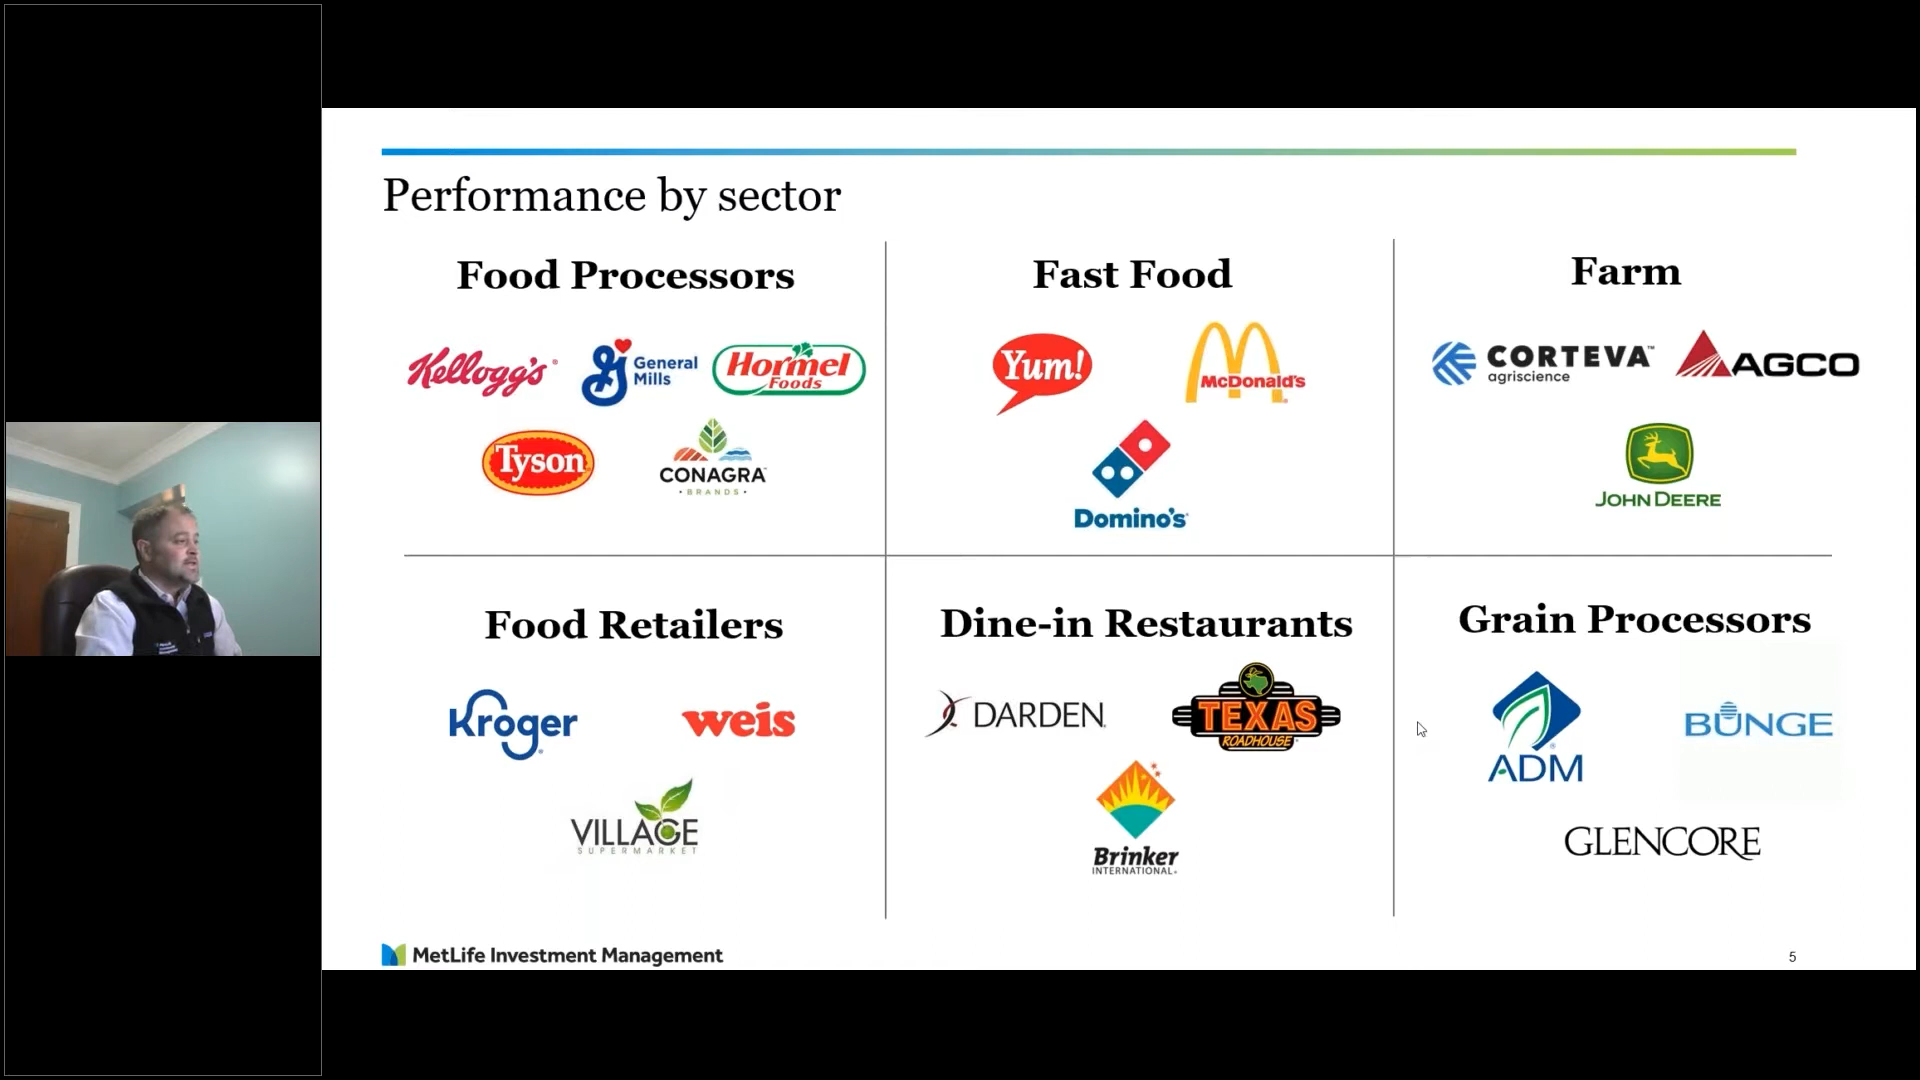 Performance by sector
Food Processors
Kellogg's
General
Mills
Hormel
Foods
Tyson
CONAGRA
BRANDS
Fast Food
Yum!
McDonald's
Domino's
Farm
CORTEVA™
agriscience
AGCO
JOHN DEERE
Food Retailers
Kroger
weis
VILLAGE
SUPERMARKET
Dine-in Restaurants
DARDEN
TEXAS
ROADHOUSE
Brinker
INTERNATIONAL
Grain Processors
ADM
BUNGE
GLENCORE
MetLife Investment Management
5